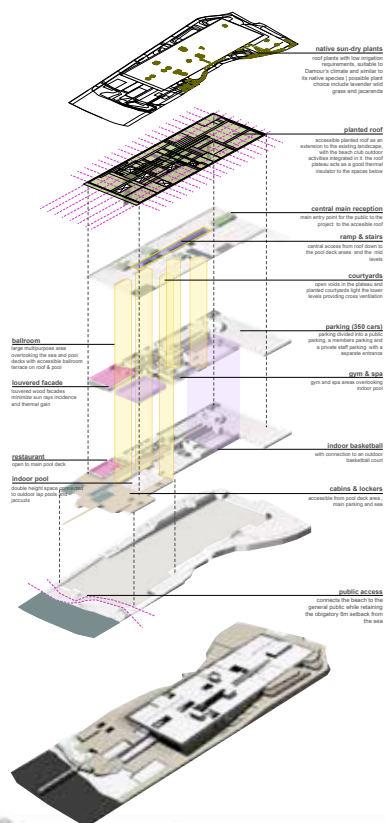 native sun-dry plants
roof plants with low irrigation
requirements, suitable to
Damour's climate and similar to
its native species | possible plant
choice include lavender wild
grass and jacaranda
planted roof
accessible planted roof as an
extension to the existing landscape,
with the beach club outdoor
activities integrated in it. the roof
plateau acts as a good thermal
insulator to the spaces below
central main reception
main entry point for the public to the
project to the accesible roof
ramp & stairs
central access from roof down to
the pool deck areas and the mid
levels
courtyards
open voids in the plateau and
planted courtyards light the lower
levels providing cross ventilation
parking (350 cars)
parking divided into a public
parking, a members parking and
a private staff parking with a
separate entrance
ballroom
large multipurpose area
overlooking the sea and pool
decks with accessible ballroom
terrace on roof & pool
louvered facade
louvered wood facades
minimize sun rays incidence
and thermal gain
gym & spa
gym and spa areas overlooking
indoor pool
indoor basketball
with connection to an outdoor
basketball court
restaurant
open to main pool deck
indoor pool
double height space connected
to outdoor lap pools and
jaccuzis
cabins & lockers
accessible from pool deck area ,
main parking and sea
public access
connects the beach to the
general public while retaining
the obigatory 6m setback from
the sea